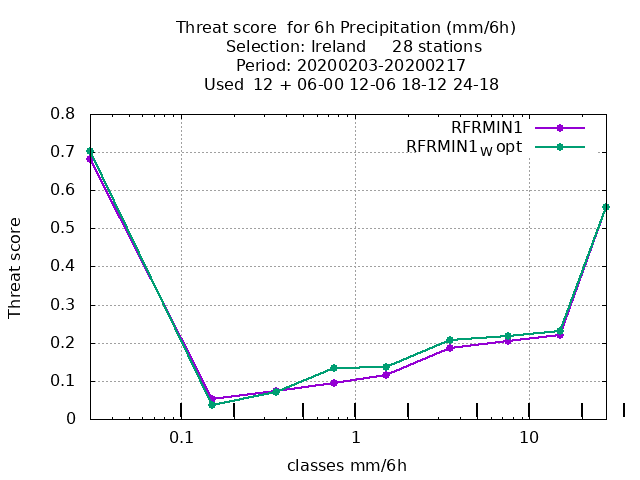 Threat score  for 6h Precipitation (mm/6h)
Selection: Ireland     28 stations
Period: 20200203-20200217
Used  12 + 06-00 12-06 18-12 24-18
RFRMIN1
RFRMIN1W opt
0.8
0.7
0.6
0.5
0.4
0.3
0.2
0.1
0
Threat score
0.1 1 10
classes mm/6h